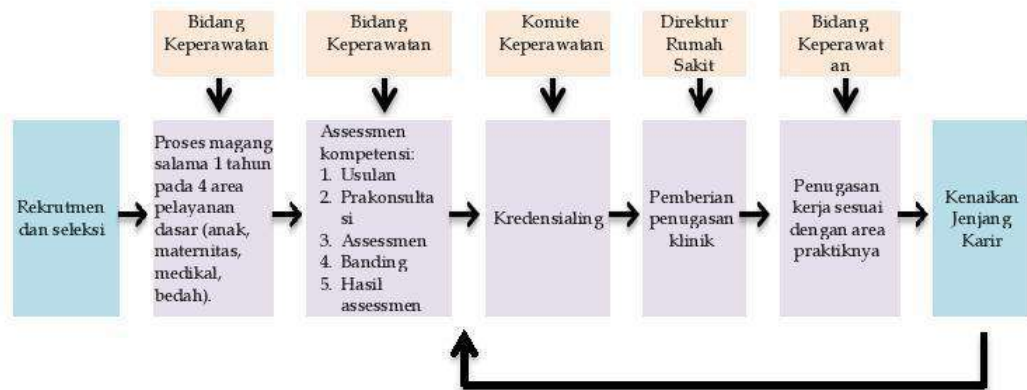 Bidang
Keperawatan
Bidang
Keperawatan
Komite
Keperawatan
Direktur
Rumah
Sakit
Bidang
Keperawat
an
Rekrutmen
dan seleksi
Proses magang
salama 1 tahun
pada 4 area
pelayanan
dasar (anak,
maternitas,
medikal,
bedah).
Assessmen
kompetensi:
1. Usulan
2. Prakonsulta
si
3. Assessmen
4. Banding
5. Hasil
assessmen
Kredensialing
Pemberian
penugasan
klinik
Penugasan
kerja sesuai
dengan area
praktiknya
Kenaikan
Jenjang
Karir